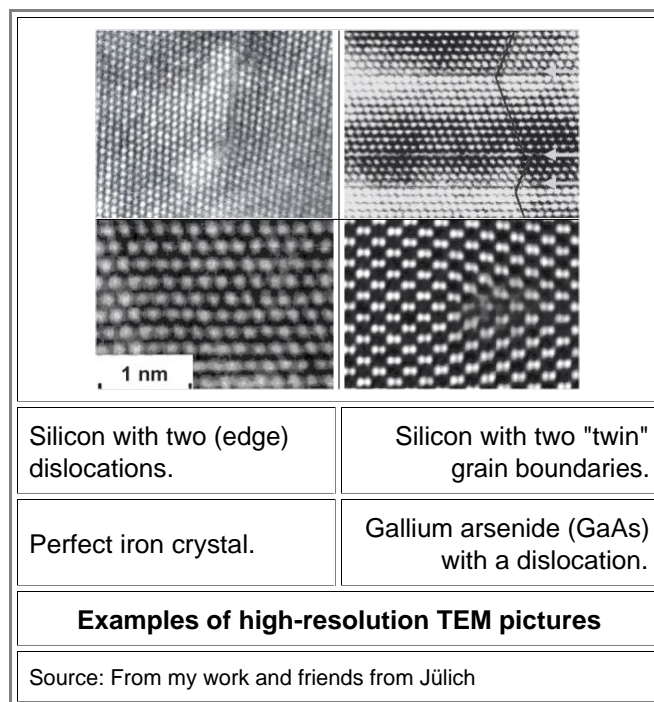 1 nm
Silicon with two (edge)
dislocations.
Silicon with two "twin"
grain boundaries.
Perfect iron crystal.
Gallium arsenide (GaAs)
with a dislocation.
Examples of high-resolution TEM pictures
Source: From my work and friends from Jülich